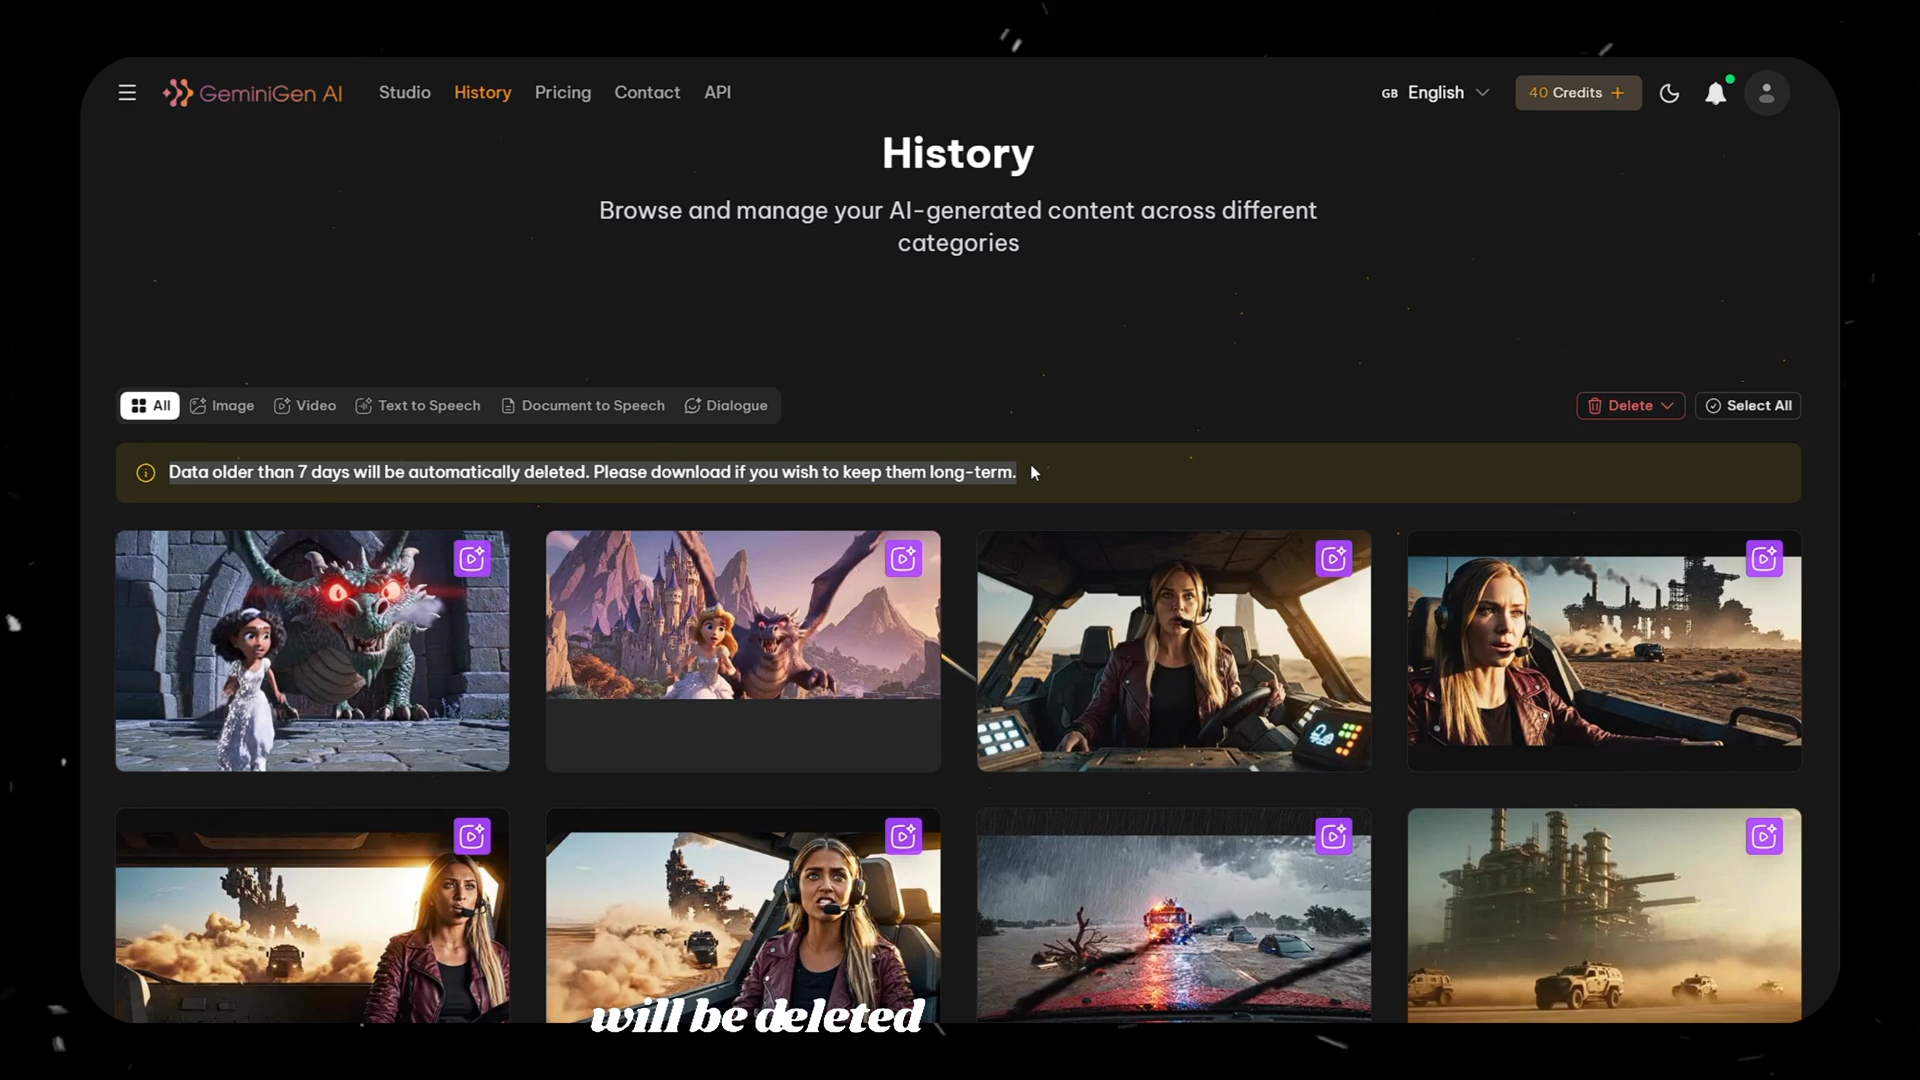 GeminiGen AI
Studio
History
Pricing
Contact
API
GB English
40 Credits +
History
Browse and manage your AI-generated content across different
categories
All
Image
Video
Text to Speech
Document to Speech
Dialogue
Delete
Select All
Data older than 7 days will be automatically deleted. Please download if you wish to keep them long-term.
will be deleted